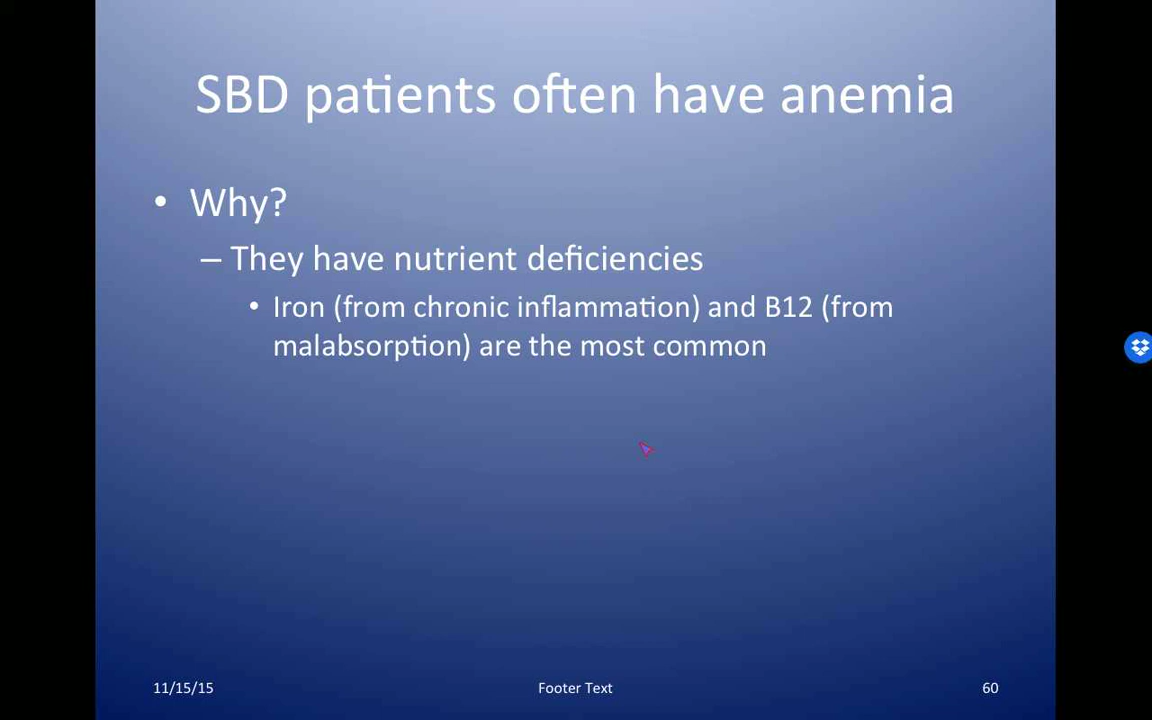 SBD patients often have anemia
• Why?
– They have nutrient deficiencies
• Iron (from chronic inflammation) and B12 (from
malabsorption) are the most common
11/15/15
Footer Text
60